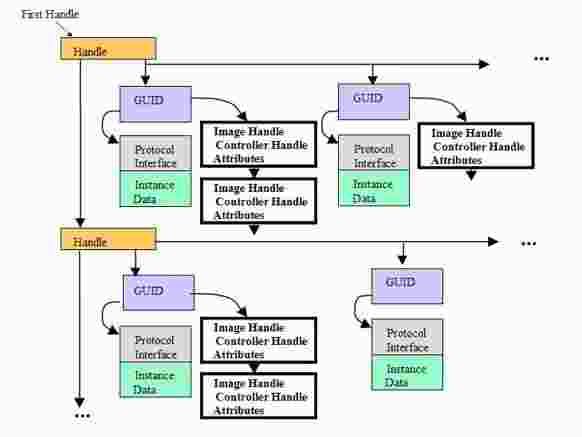 First Handle
Handle
...
GUID
GUID
Image Handle
Controller Handle
Attributes
Image Handle
Controller Handle
Attributes
Protocol
Interface
Protocol
Interface
Instance
Data
Image Handle
Controller Handle
Attributes
Instance
Data
Handle
...
GUID
GUID
Image Handle
Controller Handle
Attributes
Protocol
Interface
Protocol
Interface
Instance
Data
Image Handle
Controller Handle
Attributes
Instance
Data
...